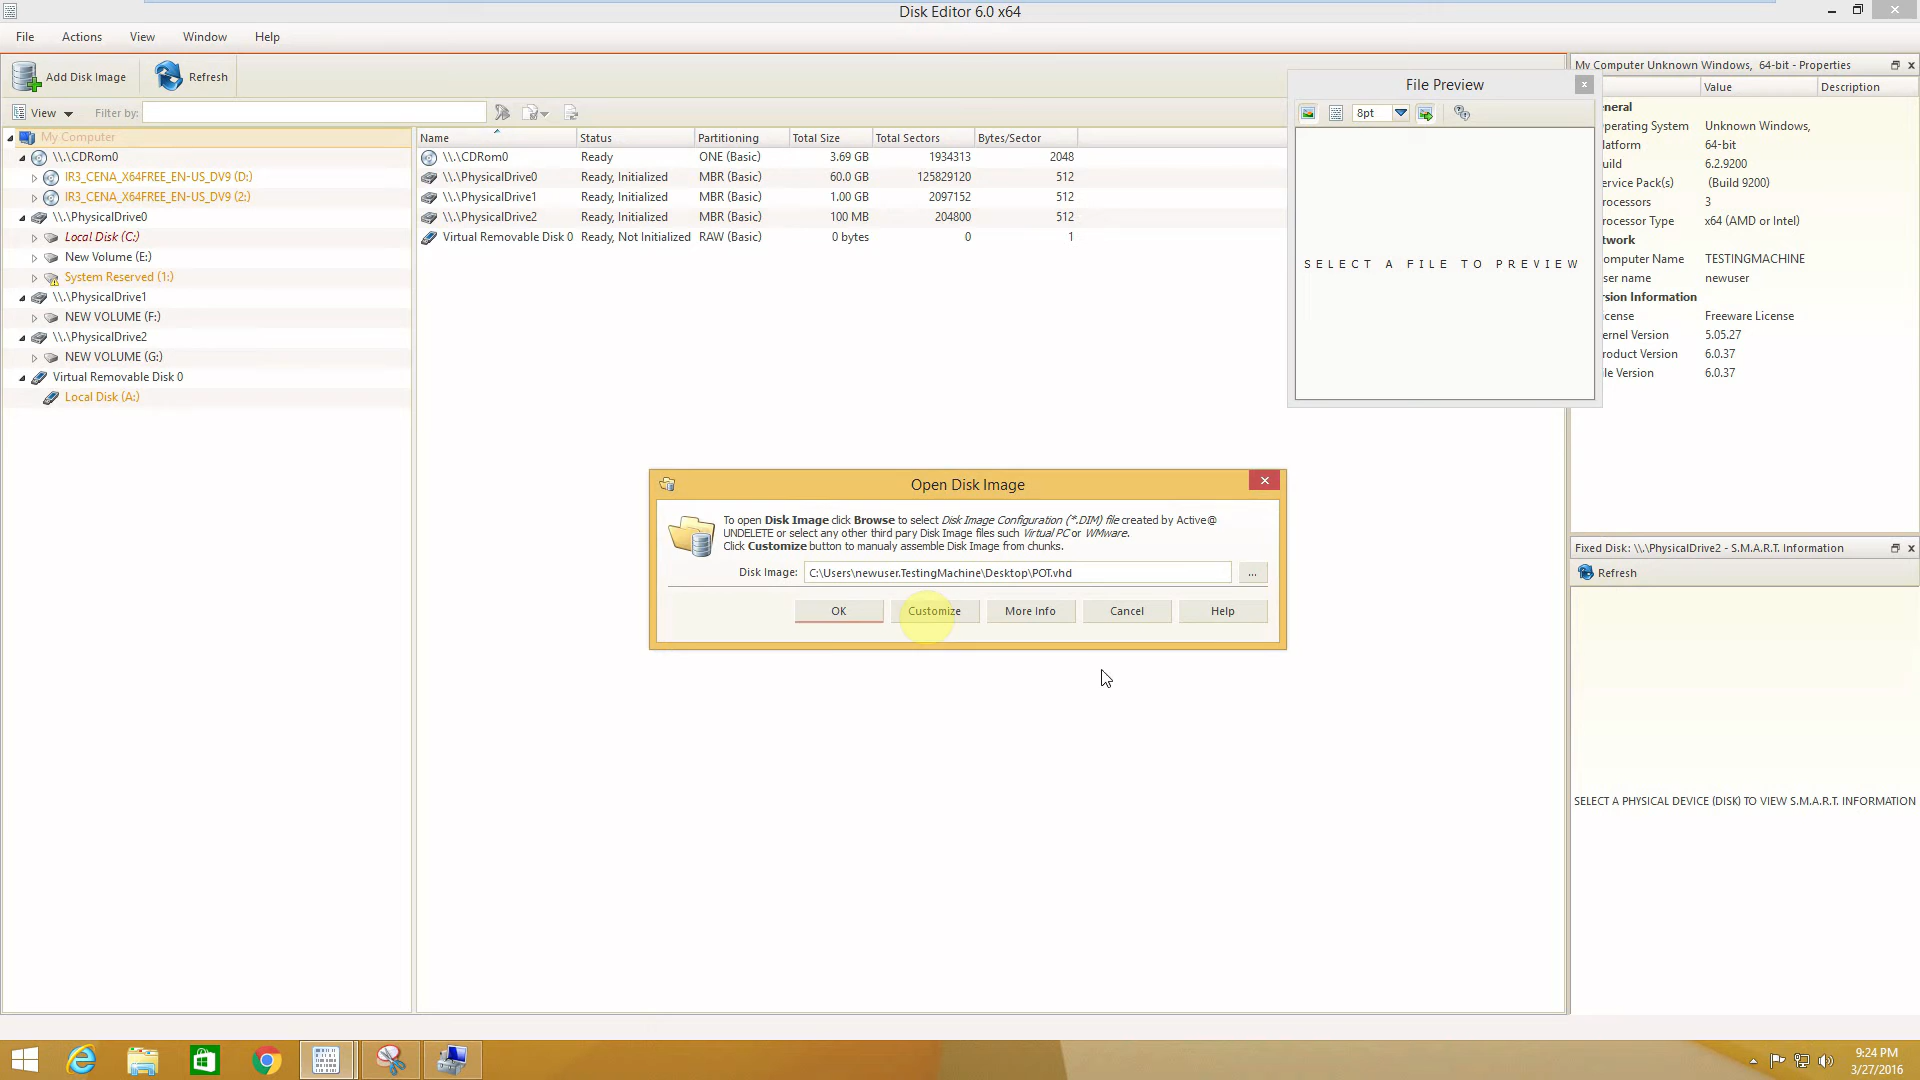 Disk Editor 6.0 x64
File Actions View Window Help
Add Disk Image Refresh
View Filter by:
My Computer
\\.\CDRom0
IR3_CENA_X64FREE_EN-US_DV9 (D:)
IR3_CENA_X64FREE_EN-US_DV9 (2:)
\\.\PhysicalDrive0
Local Disk (C:)
New Volume (E:)
System Reserved (1:)
\\.\PhysicalDrive1
NEW VOLUME (F:)
\\.\PhysicalDrive2
NEW VOLUME (G:)
Virtual Removable Disk 0
Local Disk (A:)
Name Status Partitioning Total Size Total Sectors Bytes/Sector
\\.\CDRom0 Ready ONE (Basic) 3.69 GB 1934313 2048
\\.\PhysicalDrive0 Ready, Initialized MBR (Basic) 60.0 GB 125829120 512
\\.\PhysicalDrive1 Ready, Initialized MBR (Basic) 1.00 GB 2097152 512
\\.\PhysicalDrive2 Ready, Initialized MBR (Basic) 100 MB 204800 512
Virtual Removable Disk 0 Ready, Not Initialized RAW (Basic) 0 bytes 0 1
File Preview
8pt
SELECT A FILE TO PREVIEW
My Computer Unknown Windows, 64-bit - Properties
Value Description
eneral
perating System Unknown Windows,
latform 64-bit
uild 6.2.9200
ervice Pack(s) (Build 9200)
rocessors 3
rocessor Type x64 (AMD or Intel)
twork
omputer Name TESTINGMACHINE
ser name newuser
rsion Information
icense Freeware License
ernel Version 5.05.27
roduct Version 6.0.37
ile Version 6.0.37
Open Disk Image
To open Disk Image click Browse to select Disk Image Configuration (*.DIM) file created by Active@
UNDELETE or select any other third pary Disk Image files such Virtual PC or WMware.
Click Customize button to manualy assemble Disk Image from chunks.
Disk Image: C:\Users\newuser.TestingMachine\Desktop\POT.vhd ...
OK Customize More Info Cancel Help
Fixed Disk: \\.\PhysicalDrive2 - S.M.A.R.T. Information
Refresh
SELECT A PHYSICAL DEVICE (DISK) TO VIEW S.M.A.R.T. INFORMATION
9:24 PM
3/27/2016